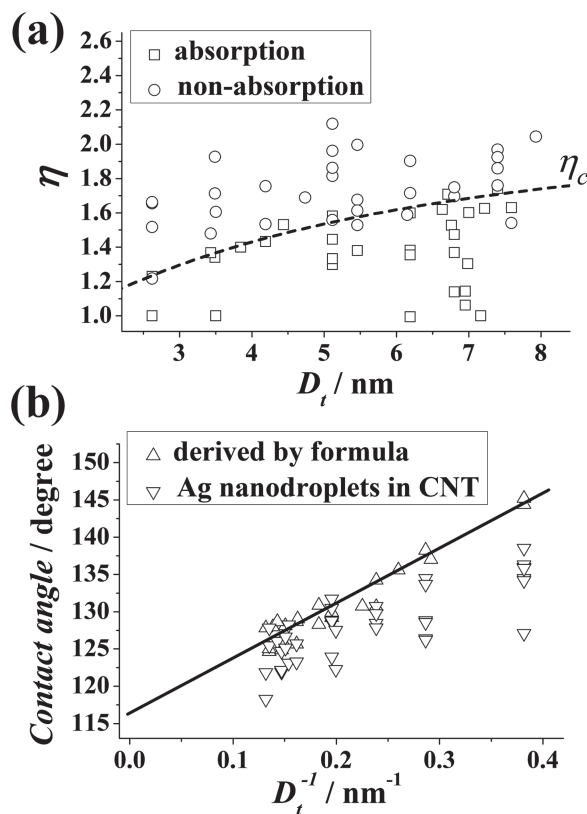 (a)
2.6
2.4
2.2
2.0
1.8
1.6
1.4
1.2
1.0
η
□ absorption
○ non-absorption
η_c
3 4 5 6 7 8
D_t / nm
(b)
150
145
140
135
130
125
120
115
Contact angle / degree
△ derived by formula
▽ Ag nanodroplets in CNT
0.0 0.1 0.2 0.3 0.4
D_t⁻¹ / nm⁻¹